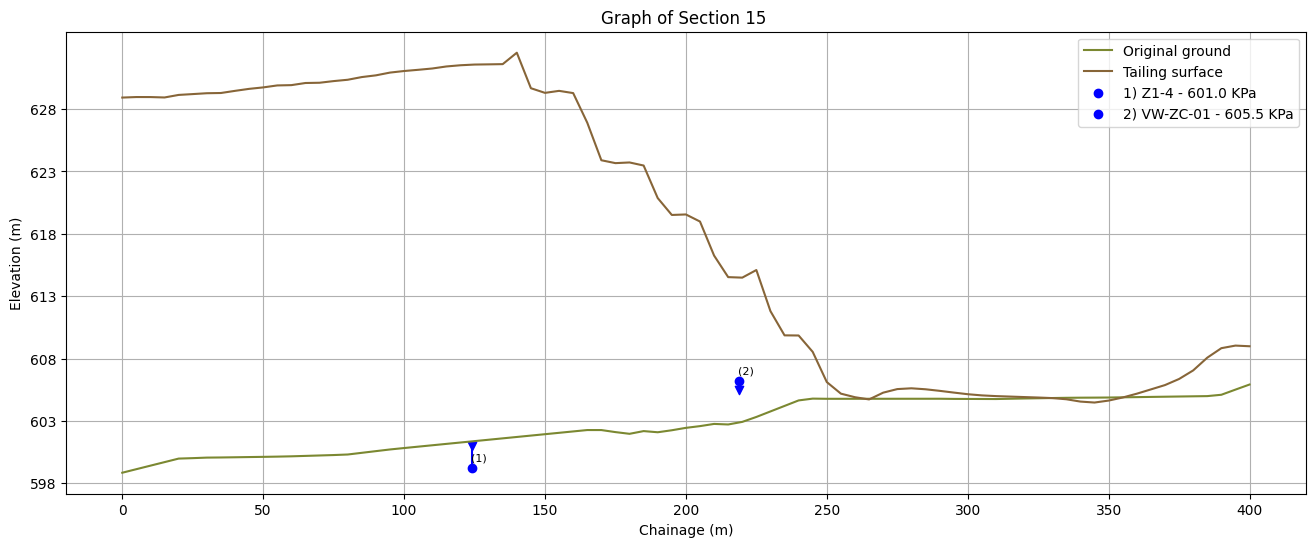 Graph of Section 15
Original ground
Tailing surface
1) Z1-4 - 601.0 KPa
2) VW-ZC-01 - 605.5 KPa
Elevation (m)
628
623
618
613
608
603
598
(2)
(1)
0 50 100 150 200 250 300 350 400
Chainage (m)